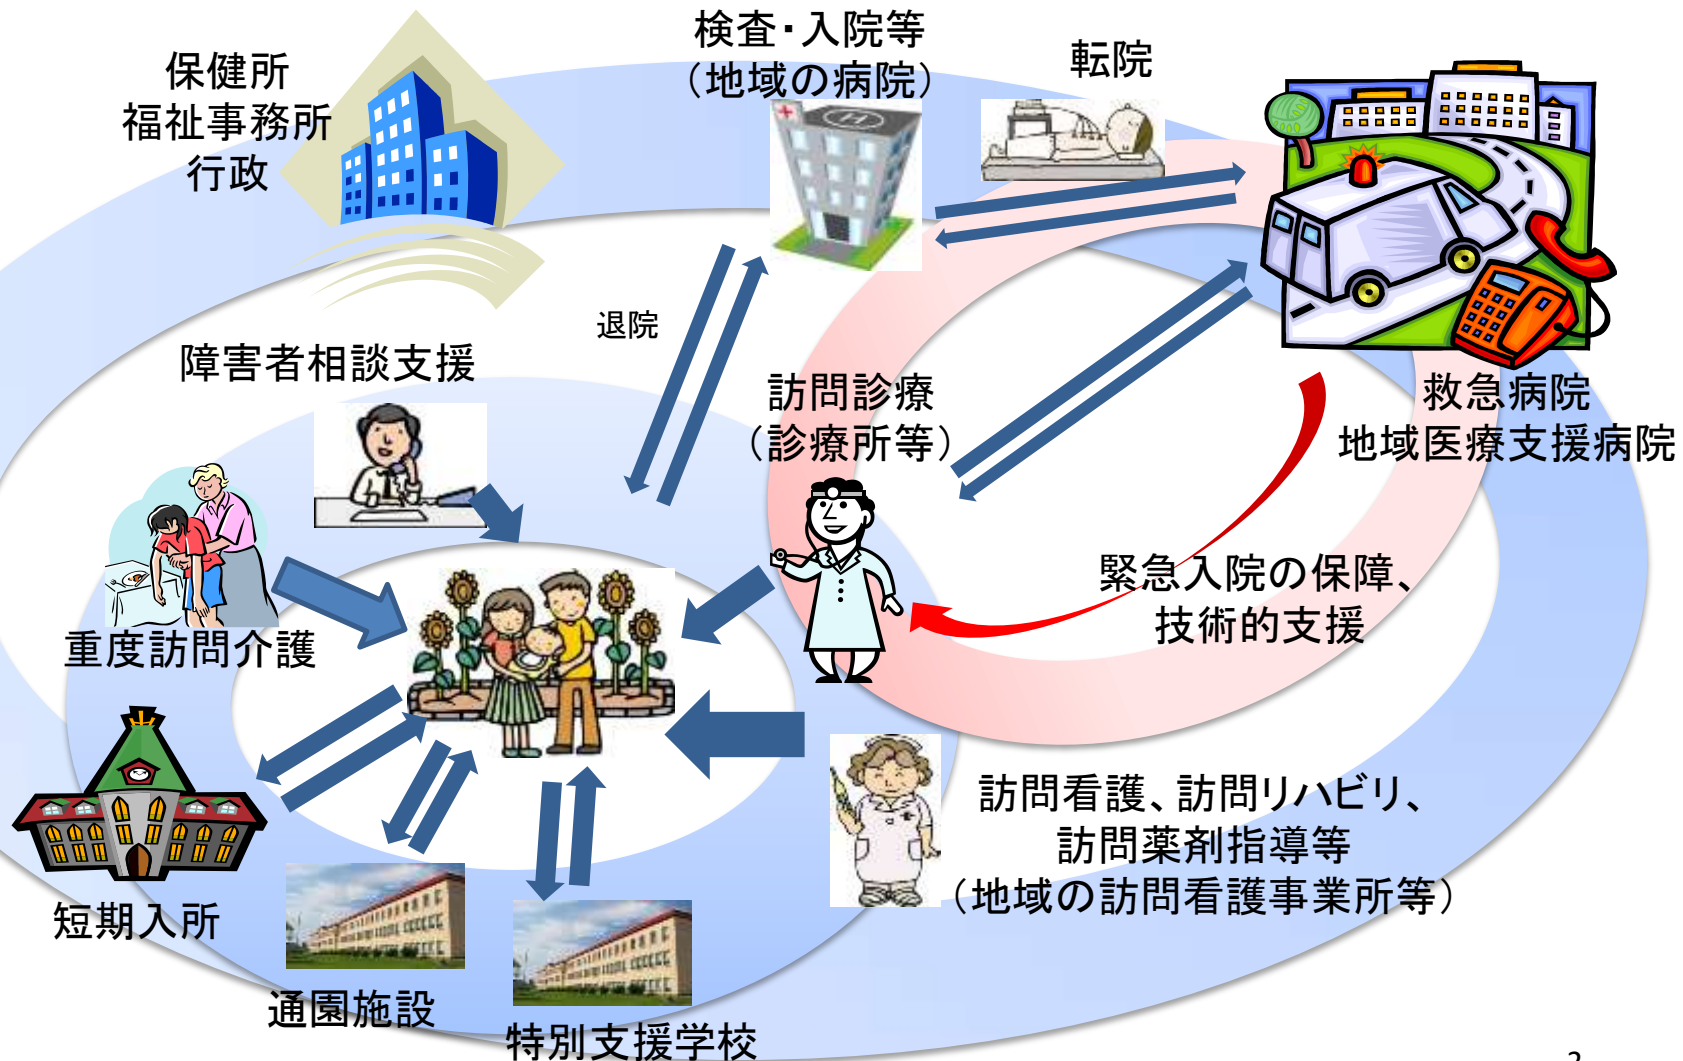 保健所
福祉事務所
行政
検査・入院等
（地域の病院）
転院
退院
障害者相談支援
訪問診療
（診療所等）
救急病院
地域医療支援病院
緊急入院の保障、
技術的支援
重度訪問介護
訪問看護、訪問リハビリ、
訪問薬剤指導等
（地域の訪問看護事業所等）
短期入所
通園施設
特別支援学校
2